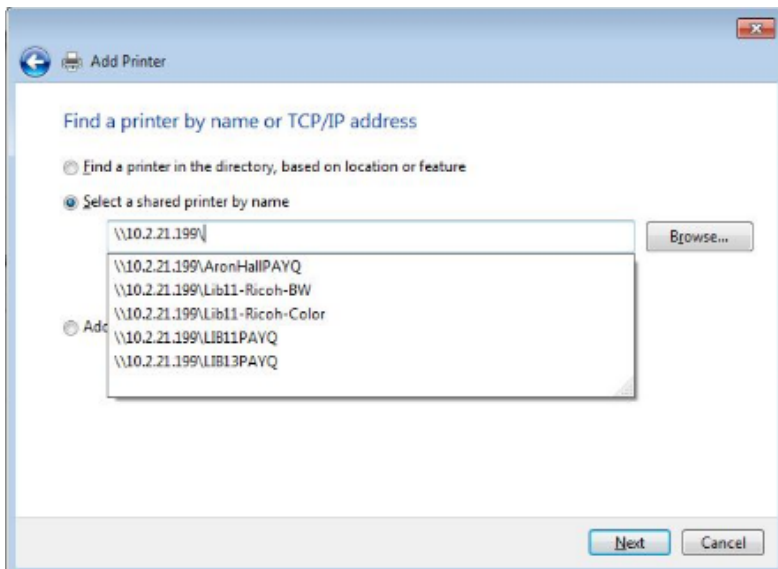 Add Printer
Find a printer by name or TCP/IP address
Find a printer in the directory, based on location or feature
Select a shared printer by name
\\10.2.21.199\
Browse...
\\10.2.21.199\AronHallPAYQ
\\10.2.21.199\Lib11-Ricoh-BW
\\10.2.21.199\Lib11-Ricoh-Color
Add
\\10.2.21.199\LIB11PAYQ
\\10.2.21.199\LIB13PAYQ
Next
Cancel